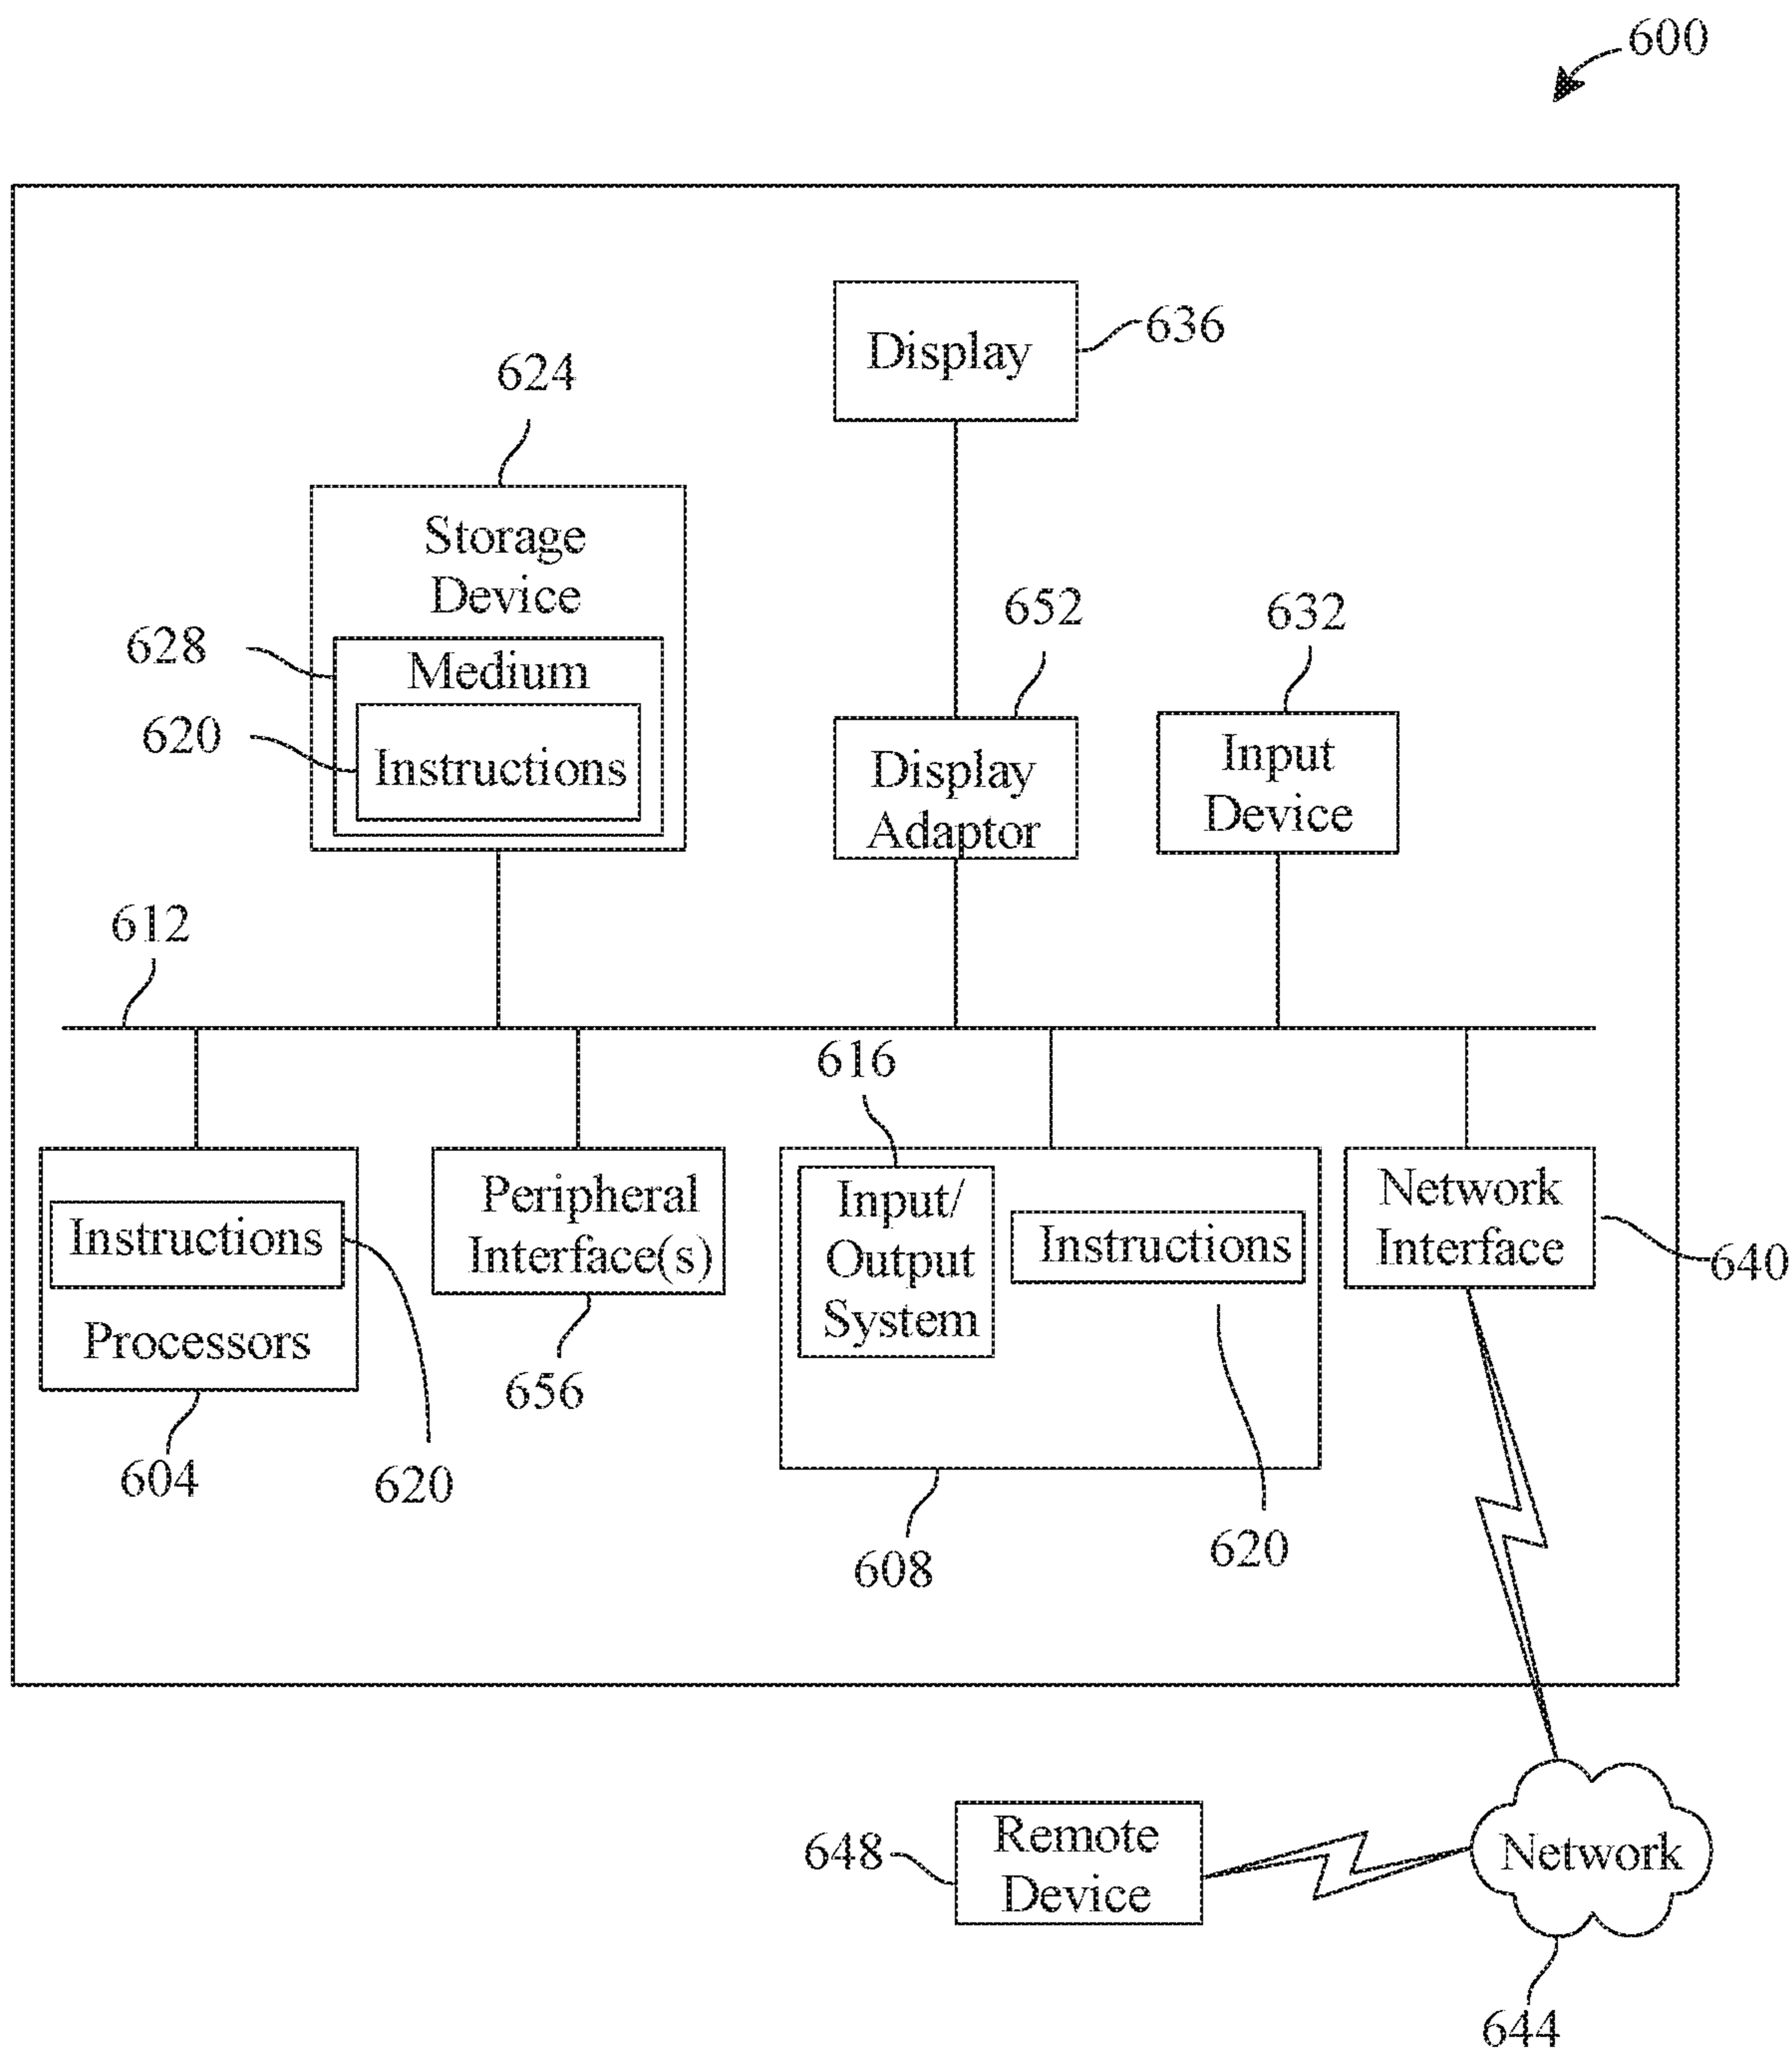 600
Display
636
624
Storage
Device
628
Medium
620
Instructions
652
Display
Adaptor
632
Input
Device
612
616
Instructions
Processors
604
620
Peripheral
Interface(s)
656
Input/
Output
System
Instructions
608
620
Network
Interface
640
648
Remote
Device
Network
644